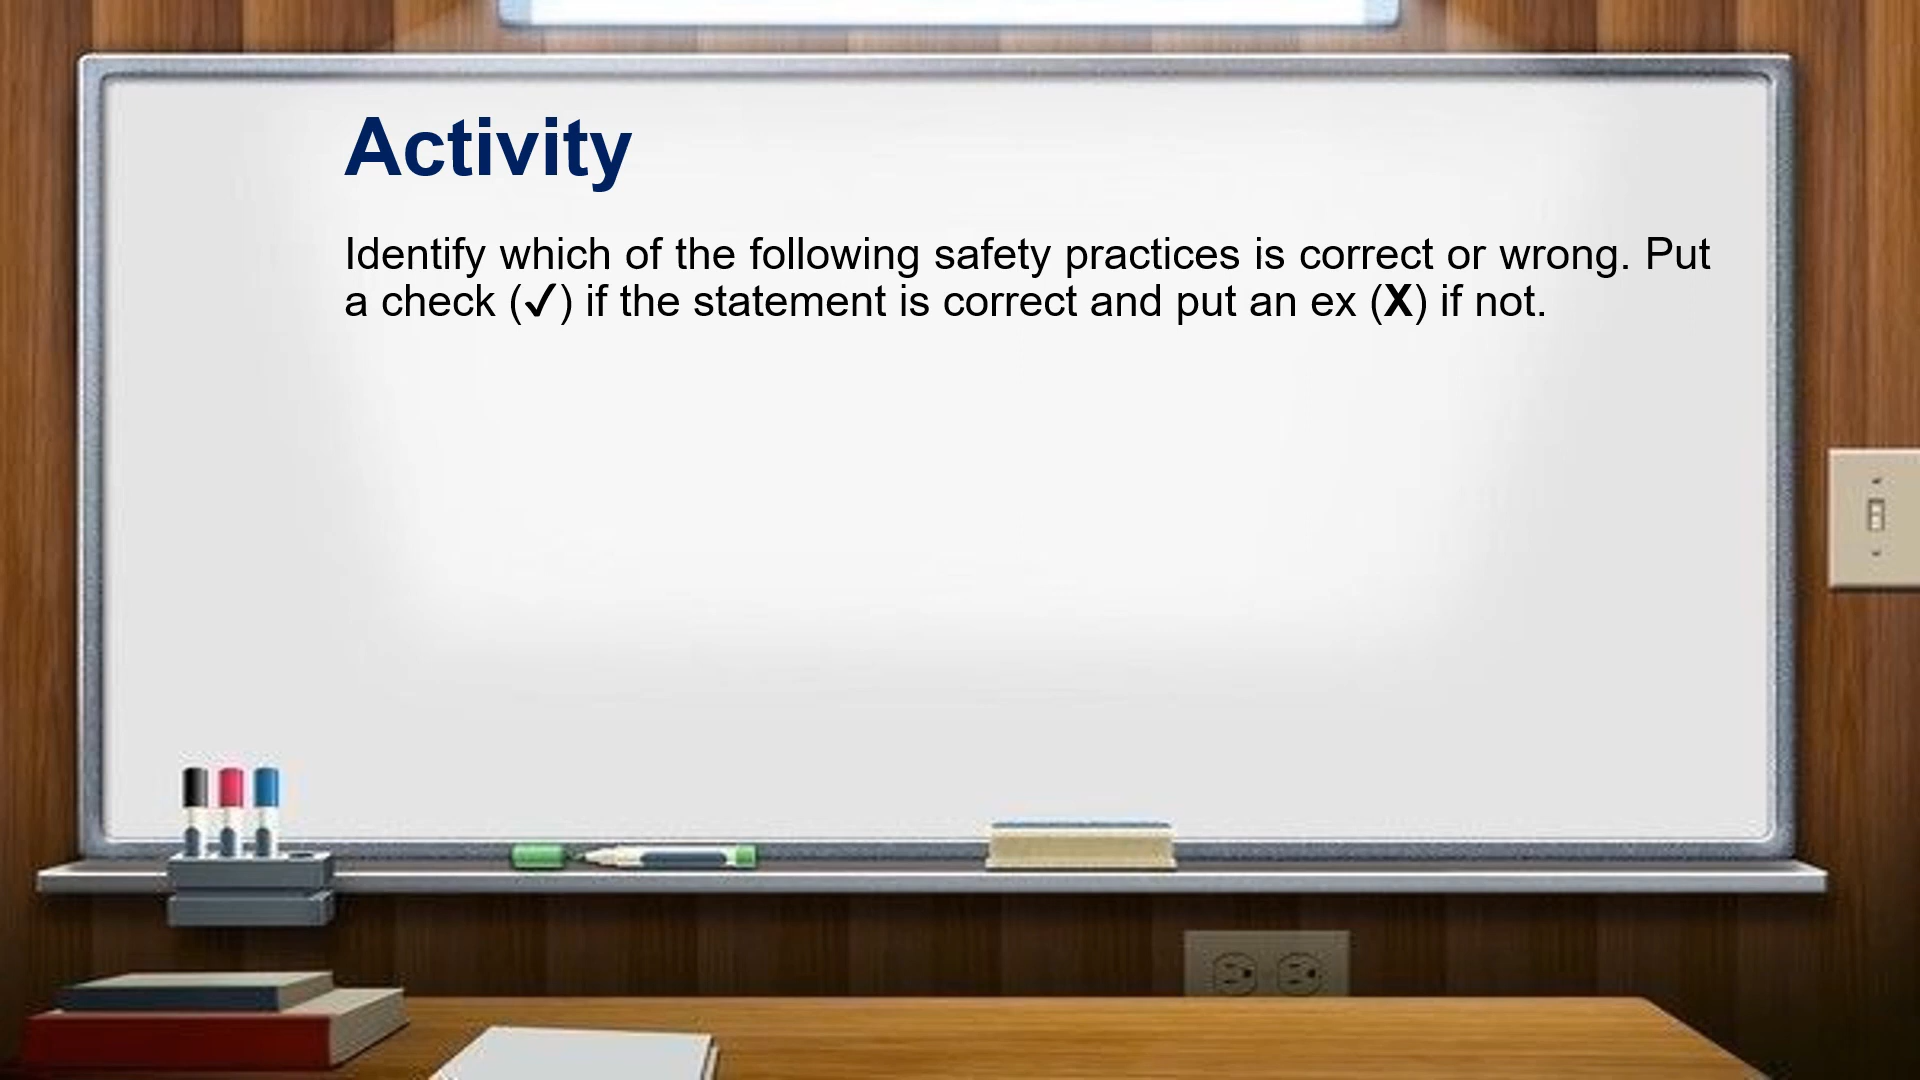 Activity
Identify which of the following safety practices is correct or wrong. Put
a check (✓) if the statement is correct and put an ex (X) if not.